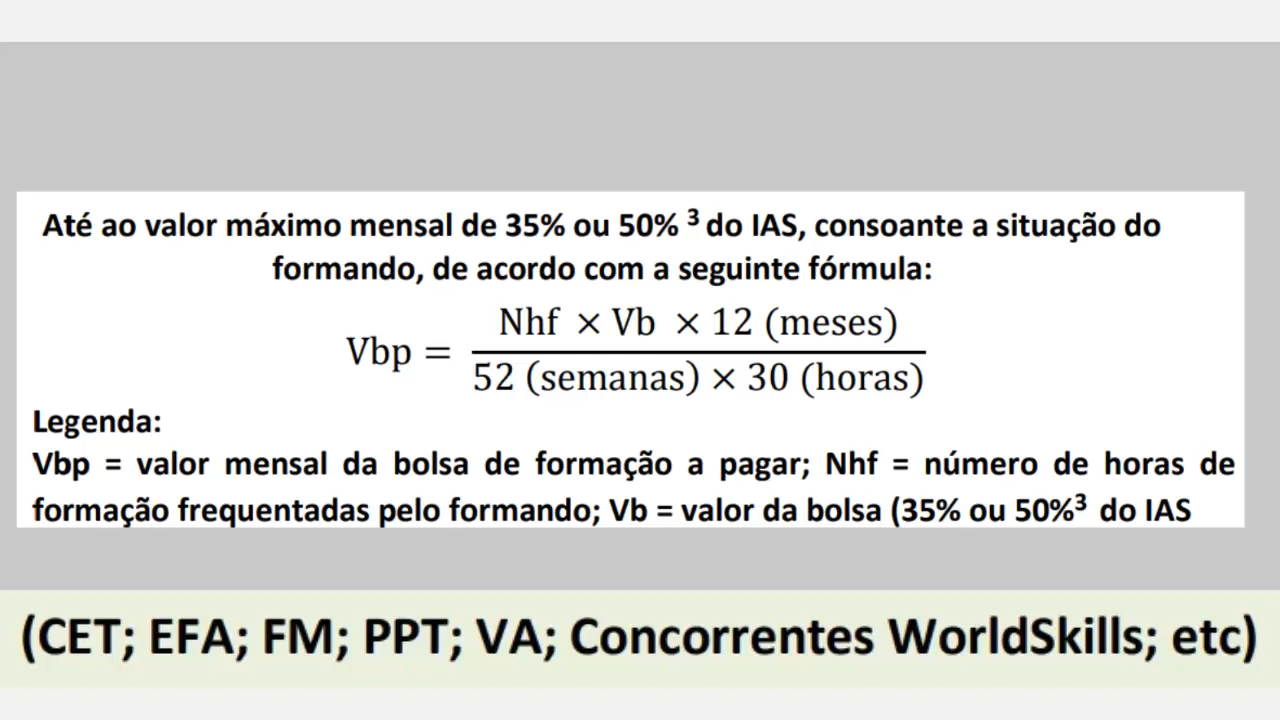 Até ao valor máximo mensal de 35% ou 50% ³ do IAS, consoante a situação do
formando, de acordo com a seguinte fórmula:
Vbp = Nhf × Vb × 12 (meses)
52 (semanas) × 30 (horas)
Legenda:
Vbp = valor mensal da bolsa de formação a pagar; Nhf = número de horas de
formação frequentadas pelo formando; Vb = valor da bolsa (35% ou 50%³ do IAS
(CET; EFA; FM; PPT; VA; Concorrentes WorldSkills; etc)